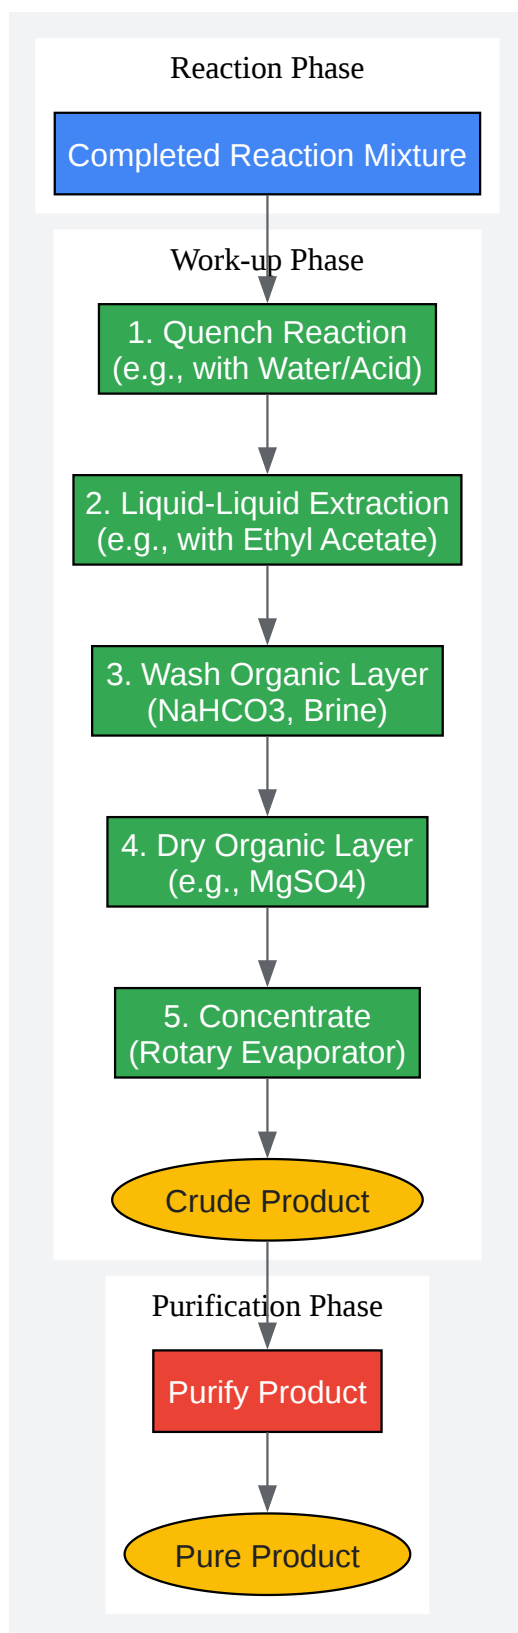 Reaction Phase
Completed Reaction Mixture
Work-up Phase
1. Quench Reaction
(e.g., with Water/Acid)
2. Liquid-Liquid Extraction
(e.g., with Ethyl Acetate)
3. Wash Organic Layer
(NaHCO3, Brine)
4. Dry Organic Layer
(e.g., MgSO4)
5. Concentrate
(Rotary Evaporator)
Crude Product
Purification Phase
Purify Product
Pure Product